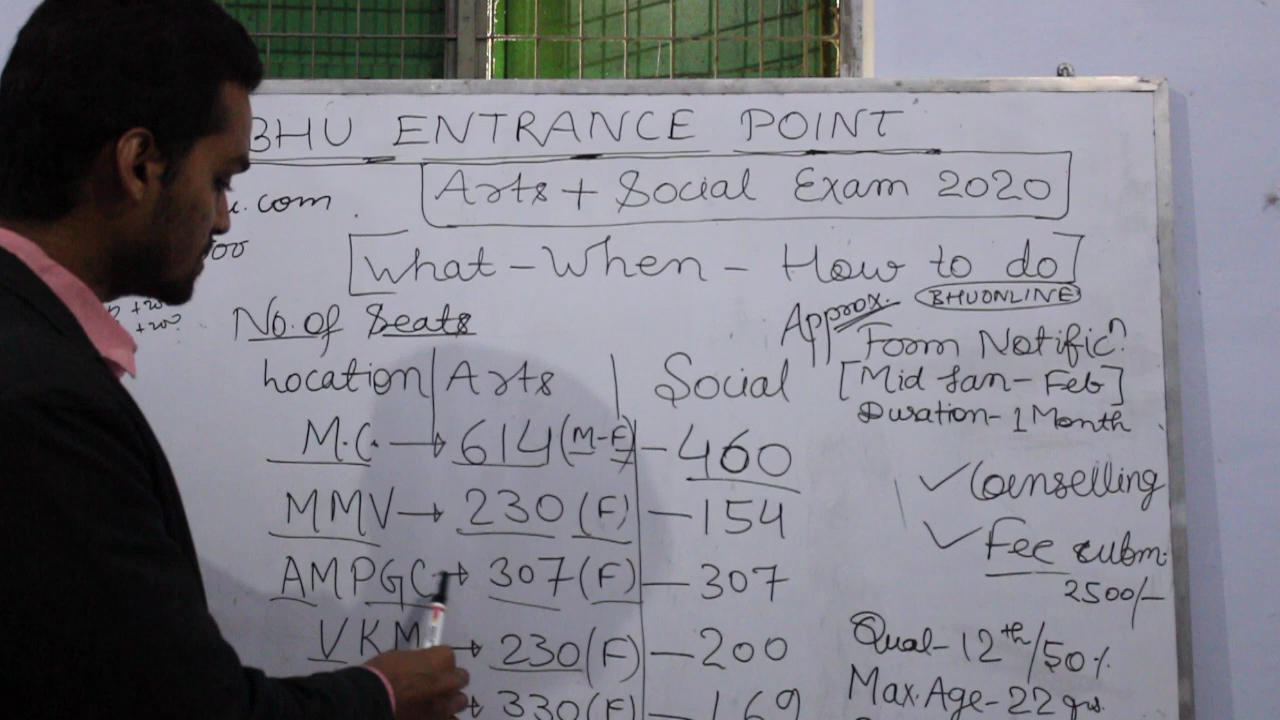 BHU ENTRANCE POINT
Arts + Social Exam 2020
u.com
What - When - How to do
Approx. BHUONLINE
No. of Seats
Form Notific?
Location Arts Social
[Mid Jan - Feb]
Duration - 1 Month
M.C. → 614 (M-F) - 460
MMV → 230 (F) - 154
AMPGC → 307 (F) - 307
VKM → 230 (F) - 200
→ 330 (F) - 169
✓ Counselling
✓ Fee subm.
2500/-
Qual - 12th/50%
Max. Age - 22 yrs.